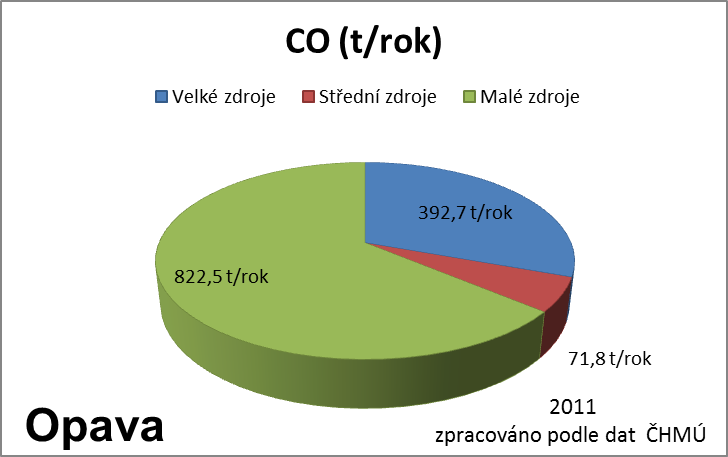 CO (t/rok)
Velké zdroje Střední zdroje Malé zdroje
392,7 t/rok
822,5 t/rok
71,8 t/rok
2011
zpracováno podle dat ČHMÚ
Opava